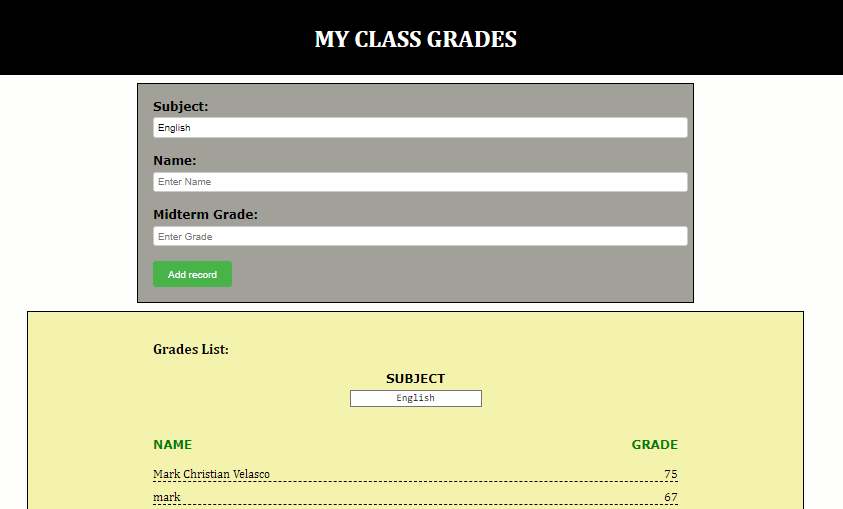 MY CLASS GRADES
Subject:
English
Name:
Enter Name
Midterm Grade:
Enter Grade
Add record
Grades List:
SUBJECT
English
NAME GRADE
Mark Christian Velasco 75
mark 67